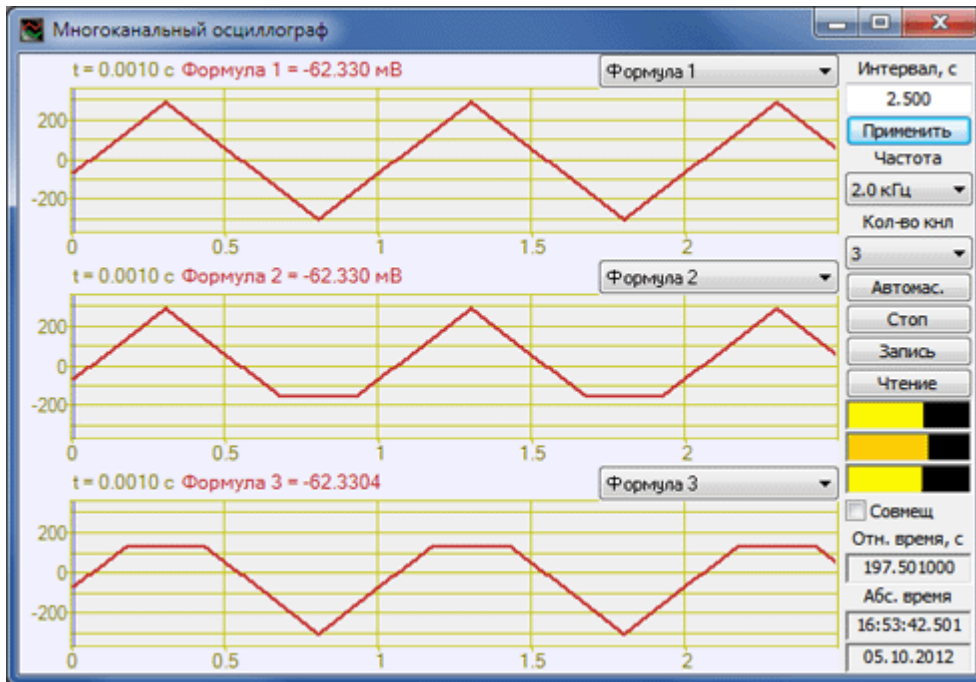 Многоканальный осциллограф
t = 0.0010 с Формула 1 = -62.330 мВ
Формула 1
200
0
-200
0 0.5 1 1.5 2
t = 0.0010 с Формула 2 = -62.330 мВ
Формула 2
200
0
-200
0 0.5 1 1.5 2
t = 0.0010 с Формула 3 = -62.3304
Формула 3
200
0
-200
0 0.5 1 1.5 2
Интервал, с
2.500
Применить
Частота
2.0 кГц
Кол-во кнл
3
Автомас.
Стоп
Запись
Чтение
Совмещ
Отн. время, с
197.501000
Абс. время
16:53:42.501
05.10.2012